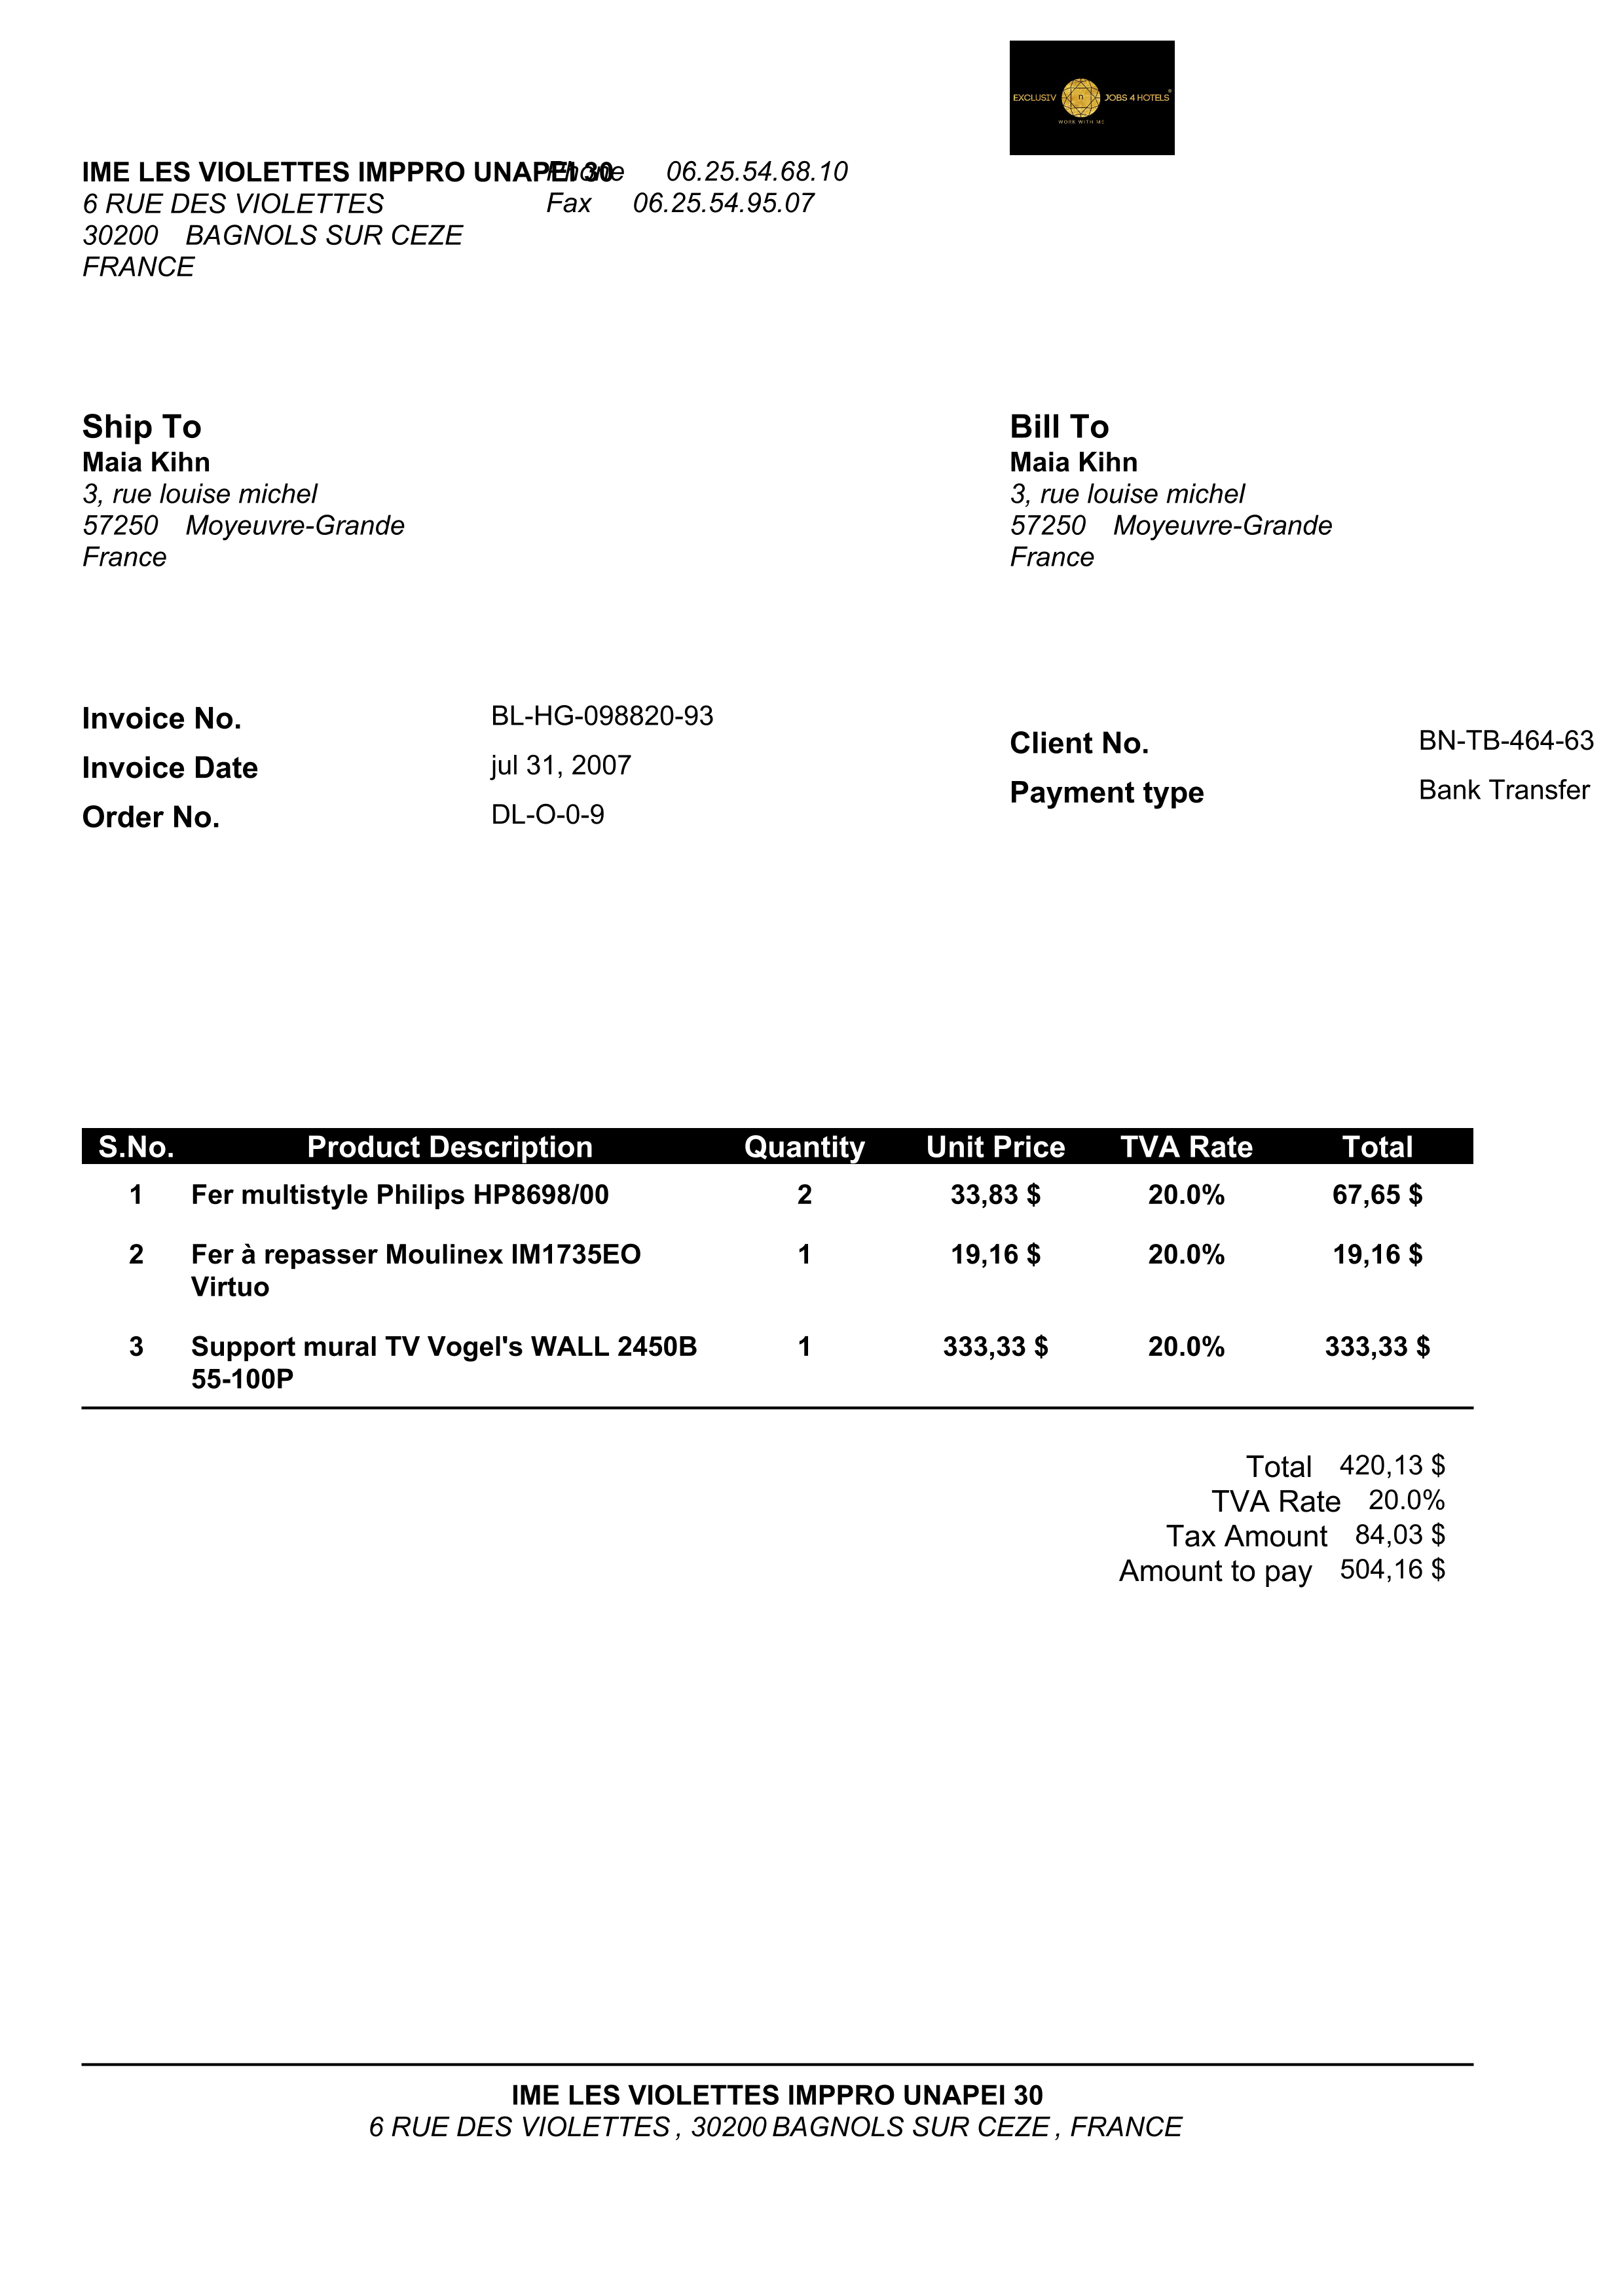 EXCLUSIV n JOBS 4 HOTELS®
WORK WITH ME
IME LES VIOLETTES IMPPRO UNAPEI 30 Phone 06.25.54.68.10
6 RUE DES VIOLETTES Fax 06.25.54.95.07
30200 BAGNOLS SUR CEZE
FRANCE
Ship To
Maia Kihn
3, rue louise michel
57250 Moyeuvre-Grande
France
Bill To
Maia Kihn
3, rue louise michel
57250 Moyeuvre-Grande
France
Invoice No. BL-HG-098820-93
Invoice Date jul 31, 2007
Order No. DL-O-0-9
Client No. BN-TB-464-63
Payment type Bank Transfer
S.No. Product Description Quantity Unit Price TVA Rate Total
1 Fer multistyle Philips HP8698/00 2 33,83 $ 20.0% 67,65 $
2 Fer à repasser Moulinex IM1735EO 1 19,16 $ 20.0% 19,16 $
Virtuo
3 Support mural TV Vogel's WALL 2450B 1 333,33 $ 20.0% 333,33 $
55-100P
Total 420,13 $
TVA Rate 20.0%
Tax Amount 84,03 $
Amount to pay 504,16 $
IME LES VIOLETTES IMPPRO UNAPEI 30
6 RUE DES VIOLETTES , 30200 BAGNOLS SUR CEZE , FRANCE